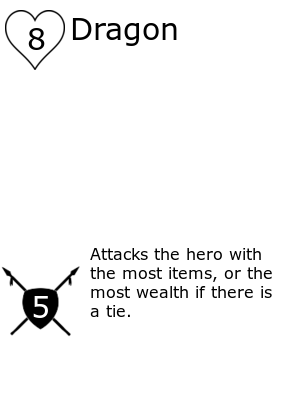 8 Dragon
Attacks the hero with
the most items, or the
most wealth if there is
a tie.
5